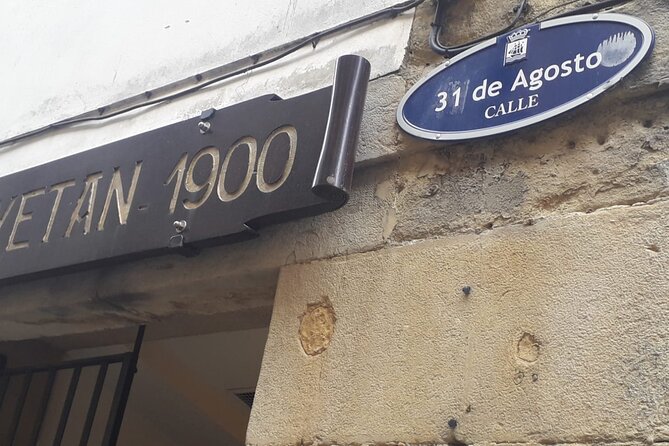 YETAN - 1900
31 de Agosto
CALLE